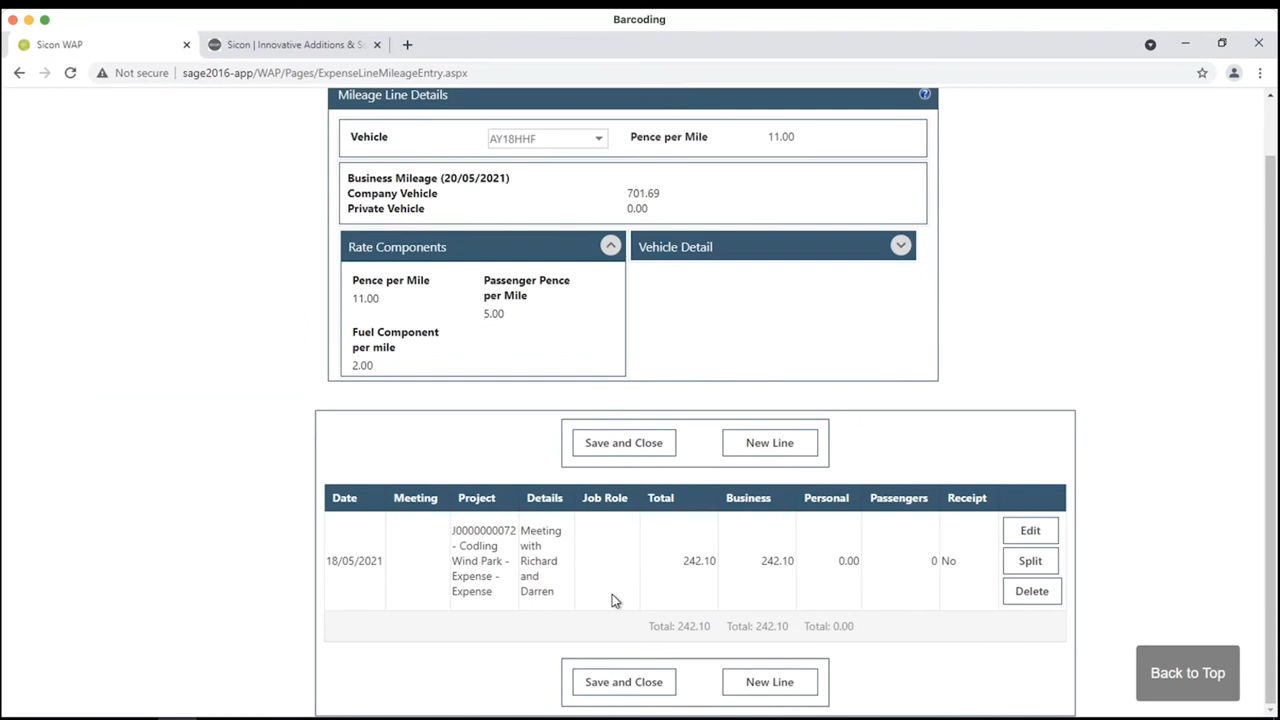 Barcoding
Sicon WAP
Sicon | Innovative Additions & S
Not secure
sage2016-app/WAP/Pages/ExpenseLineMileageEntry.aspx
Mileage Line Details
Vehicle
AY18HHF
Pence per Mile
11.00
Business Mileage (20/05/2021)
Company Vehicle
701.69
Private Vehicle
0.00
Rate Components
Vehicle Detail
Pence per Mile
11.00
Passenger Pence
per Mile
5.00
Fuel Component
per mile
2.00
Save and Close
New Line
Date Meeting Project Details Job Role Total Business Personal Passengers Receipt
18/05/2021
J0000000072
- Codling
Wind Park -
Expense -
Expense
Meeting
with
Richard
and
Darren
242.10
242.10
0.00
0
No
Edit
Split
Delete
Total: 242.10 Total: 242.10 Total: 0.00
Save and Close
New Line
Back to Top